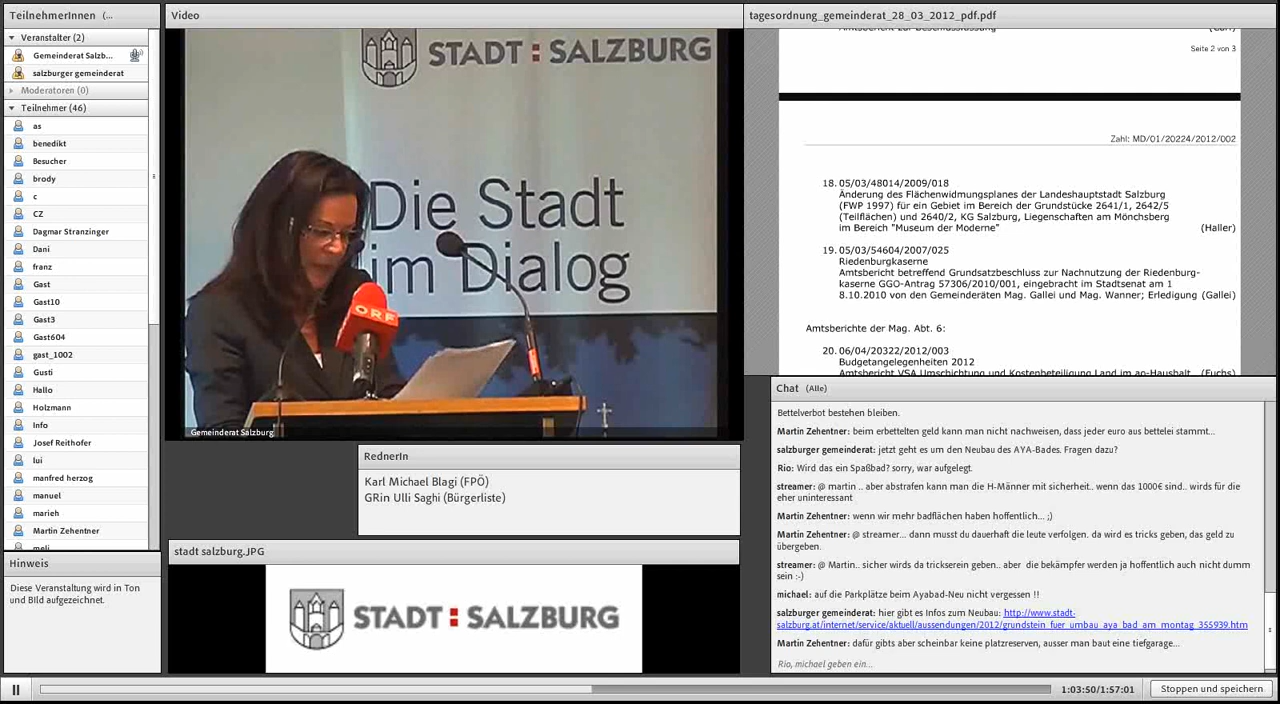 TeilnehmerInnen (...
Veranstalter (2)
Gemeinderat Salzb...
salzburger gemeinderat
Moderatoren (0)
Teilnehmer (46)
as
benedikt
Besucher
brody
c
CZ
Dagmar Stranzinger
Dani
franz
Gast
Gast10
Gast3
Gast604
gast_1002
Gusti
Hallo
Holzmann
Info
Josef Reithofer
lui
manfred herzog
manuel
marieh
Martin Zehentner
meli
Hinweis
Diese Veranstaltung wird in Ton
und BIld aufgezeichnet.
Video
STADT : SALZBURG
Die Stadt
im Dialog
ORF
Gemeinderat Salzburg
RednerIn
Karl Michael Blagi (FPÖ)
GRin Ulli Saghi (Bürgerliste)
stadt salzburg.JPG
STADT : SALZBURG
tagesordnung_gemeinderat_28_03_2012_pdf.pdf
Seite 2 von 3
Zahl: MD/01/20224/2012/002
18. 05/03/48014/2009/018
Änderung des Flächenwidmungsplanes der Landeshauptstadt Salzburg
(FWP 1997) für ein Gebiet im Bereich der Grundstücke 2641/1, 2642/5
(Teilflächen) und 2640/2, KG Salzburg, Liegenschaften am Mönchsberg
im Bereich "Museum der Moderne" (Haller)
19. 05/03/54604/2007/025
Riedenburgkaserne
Amtsbericht betreffend Grundsatzbeschluss zur Nachnutzung der Riedenburg-
kaserne GGO-Antrag 57306/2010/001, eingebracht im Stadtsenat am 1
8.10.2010 von den Gemeinderäten Mag. Gallei und Mag. Wanner; Erledigung (Gallei)
Amtsberichte der Mag. Abt. 6:
20. 06/04/20322/2012/003
Budgetangelegenheiten 2012
Amtsbericht VSA Umschichtung und Kostenbeteiligung Land im ao-Haushalt (Fuchs)
Chat (Alle)
Bettelverbot bestehen bleiben.
Martin Zehentner: beim erbettelten geld kann man nicht nachweisen, dass jeder euro aus bettelei stammt...
salzburger gemeinderat: jetzt geht es um den Neubau des AYA-Bades. Fragen dazu?
Rio: Wird das ein Spaßbad? sorry, war aufgelegt.
streamer: @ martin .. aber abstrafen kann man die H-Männer mit sicherheit.. wenn das 1000€ sind.. wirds für die
eher uninteressant
Martin Zehentner: wenn wir mehr badflächen haben hoffentlich... ;)
Martin Zehentner: @ streamer... dann musst du dauerhaft die leute verfolgen. da wird es tricks geben, das geld zu
übergeben.
streamer: @ Martin.. sicher wirds da trickserein geben.. aber die bekämpfer werden ja hoffentlich auch nicht dumm
sein :-)
michael: auf die Parkplätze beim Ayabad-Neu nicht vergessen !!
salzburger gemeinderat: hier gibt es Infos zum Neubau: http://www.stadt-
salzburg.at/internet/service/aktuell/aussendungen/2012/grundstein_fuer_umbau_aya_bad_am_montag_355939.htm
Martin Zehentner: dafür gibts aber scheinbar keine platzreserven, ausser man baut eine tiefgarage...
Rio, michael geben ein...
1:03:50/1:57:01
Stoppen und speichern